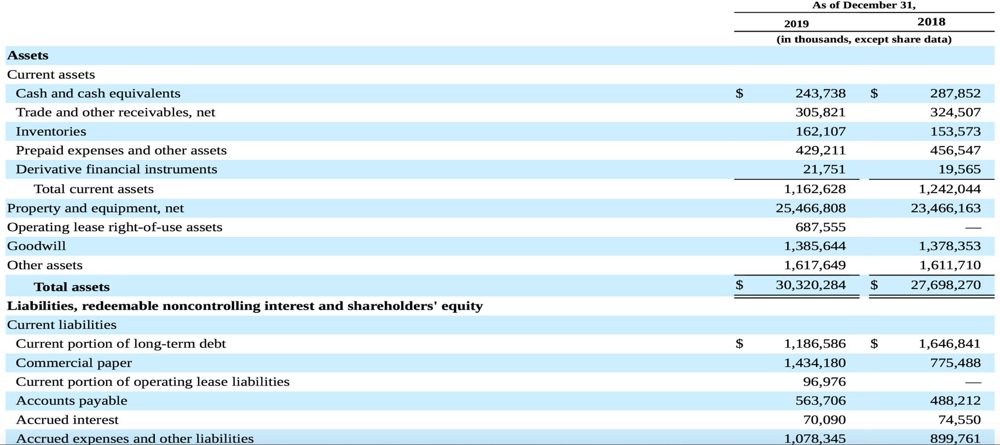 As of December 31,
2019 2018
(in thousands, except share data)
Assets
Current assets
Cash and cash equivalents $ 243,738 $ 287,852
Trade and other receivables, net 305,821 324,507
Inventories 162,107 153,573
Prepaid expenses and other assets 429,211 456,547
Derivative financial instruments 21,751 19,565
Total current assets 1,162,628 1,242,044
Property and equipment, net 25,466,808 23,466,163
Operating lease right-of-use assets 687,555 —
Goodwill 1,385,644 1,378,353
Other assets 1,617,649 1,611,710
Total assets $ 30,320,284 $ 27,698,270
Liabilities, redeemable noncontrolling interest and shareholders' equity
Current liabilities
Current portion of long-term debt $ 1,186,586 $ 1,646,841
Commercial paper 1,434,180 775,488
Current portion of operating lease liabilities 96,976 —
Accounts payable 563,706 488,212
Accrued interest 70,090 74,550
Accrued expenses and other liabilities 1,078,345 899,761